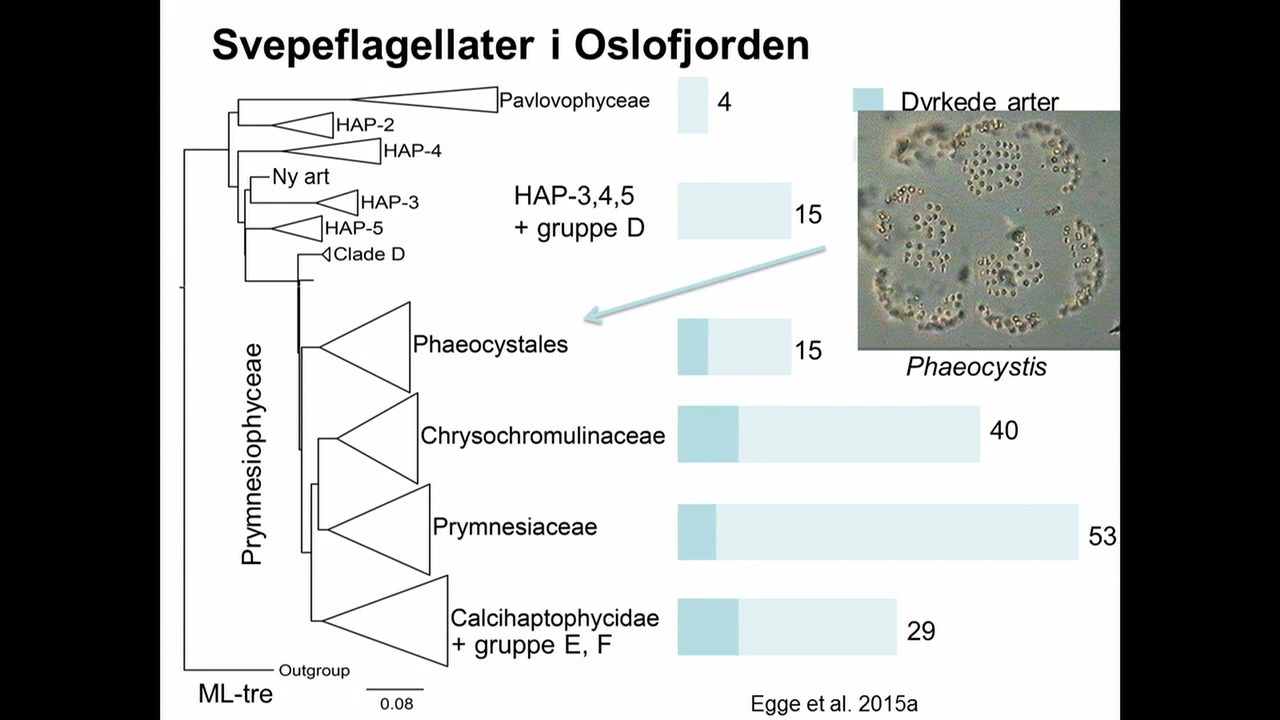 Svepeflagellater i Oslofjorden
Pavlovophyceae
4
Dyrkede arter
HAP-2
HAP-4
Ny art
HAP-3
HAP-5
Clade D
HAP-3,4,5
+ gruppe D
15
Phaeocystales
15
Phaeocystis
Prymnesiophyceae
Chrysochromulinaceae
40
Prymnesiaceae
53
Calcihaptophycidae
+ gruppe E, F
29
Outgroup
ML-tre
0.08
Egge et al. 2015a